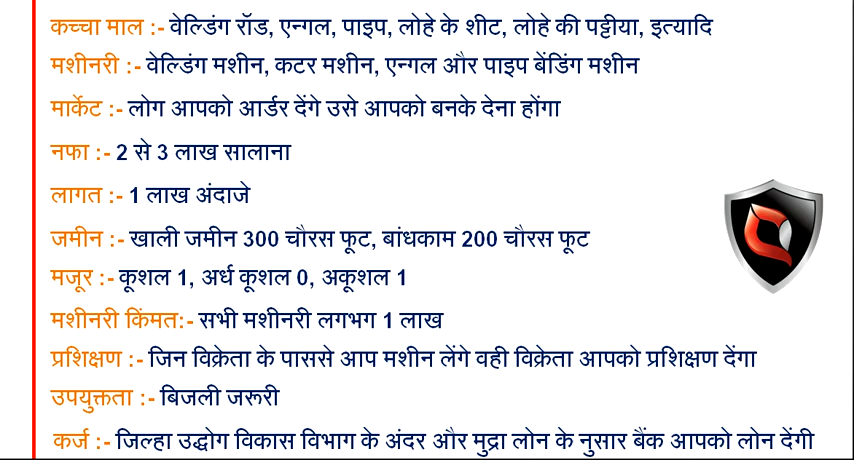 कच्चा माल :- वेल्डिंग रॉड, एन्गल, पाइप, लोहे के शीट, लोहे की पट्टीया, इत्यादि
मशीनरी :- वेल्डिंग मशीन, कटर मशीन, एन्गल और पाइप बेंडिंग मशीन
मार्केट :- लोग आपको आर्डर देंगे उसे आपको बनके देना होंगा
नफा :- 2 से 3 लाख सालाना
लागत :- 1 लाख अंदाजे
जमीन :- खाली जमीन 300 चौरस फूट, बांधकाम 200 चौरस फूट
मजूर :- कूशल 1, अर्ध कूशल 0, अकूशल 1
मशीनरी किंमत:- सभी मशीनरी लगभग 1 लाख
प्रशिक्षण :- जिन विक्रेता के पाससे आप मशीन लेंगे वही विक्रेता आपको प्रशिक्षण देंगा
उपयुक्तता :- बिजली जरूरी
कर्ज :- जिल्हा उद्योग विकास विभाग के अंदर और मुद्रा लोन के नुसार बैंक आपको लोन देंगी